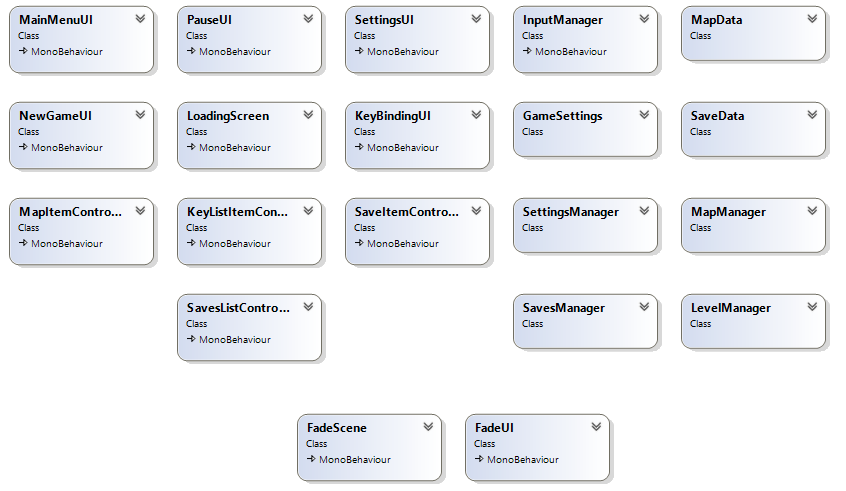 MainMenuUI
Class
MonoBehaviour
PauseUI
Class
MonoBehaviour
SettingsUI
Class
MonoBehaviour
InputManager
Class
MonoBehaviour
MapData
Class
NewGameUI
Class
MonoBehaviour
LoadingScreen
Class
MonoBehaviour
KeyBindingUI
Class
MonoBehaviour
GameSettings
Class
SaveData
Class
MapItemContro...
Class
MonoBehaviour
KeyListItemCon...
Class
MonoBehaviour
SaveItemContro...
Class
MonoBehaviour
SettingsManager
Class
MapManager
Class
SavesListContro...
Class
MonoBehaviour
SavesManager
Class
LevelManager
Class
FadeScene
Class
MonoBehaviour
FadeUI
Class
MonoBehaviour